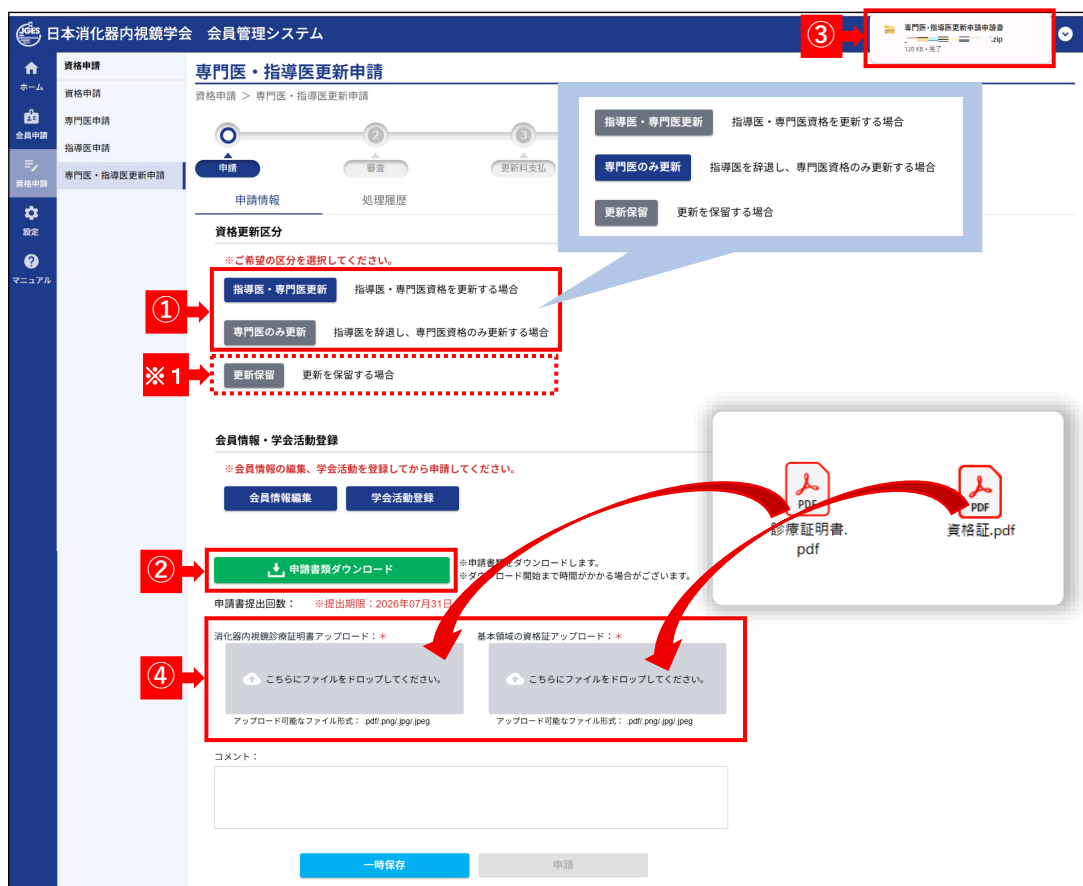 JGES 日本消化器内視鏡学会 会員管理システム
③
専門医・指導医更新申請申請書
.zip
120 KB・完了
ホーム
会員申請
資格申請
設定
マニュアル
資格申請
資格申請
専門医申請
指導医申請
専門医・指導医更新申請
専門医・指導医更新申請
資格申請 > 専門医・指導医更新申請
② ③
申請 審査 更新料支払
申請情報 処理履歴
指導医・専門医更新 指導医・専門医資格を更新する場合
専門医のみ更新 指導医を辞退し、専門医資格のみ更新する場合
更新保留 更新を保留する場合
資格更新区分
※ご希望の区分を選択してください。
①
指導医・専門医更新 指導医・専門医資格を更新する場合
専門医のみ更新 指導医を辞退し、専門医資格のみ更新する場合
※1
更新保留 更新を保留する場合
会員情報・学会活動登録
※会員情報の編集、学会活動を登録してから申請してください。
会員情報編集 学会活動登録
PDF
診療証明書.
pdf
PDF
資格証.pdf
②
申請書類ダウンロード
※申請書類をダウンロードします。
※ダウンロード開始まで時間がかかる場合がございます。
申請書提出回数： ※提出期限：2026年07月31日
④
消化器内視鏡診療証明書アップロード：＊ 基本領域の資格証アップロード：＊
こちらにファイルをドロップしてください。 こちらにファイルをドロップしてください。
アップロード可能なファイル形式： .pdf/.png/.jpg/.jpeg アップロード可能なファイル形式： .pdf/.png/.jpg/.jpeg
コメント：
一時保存 申請